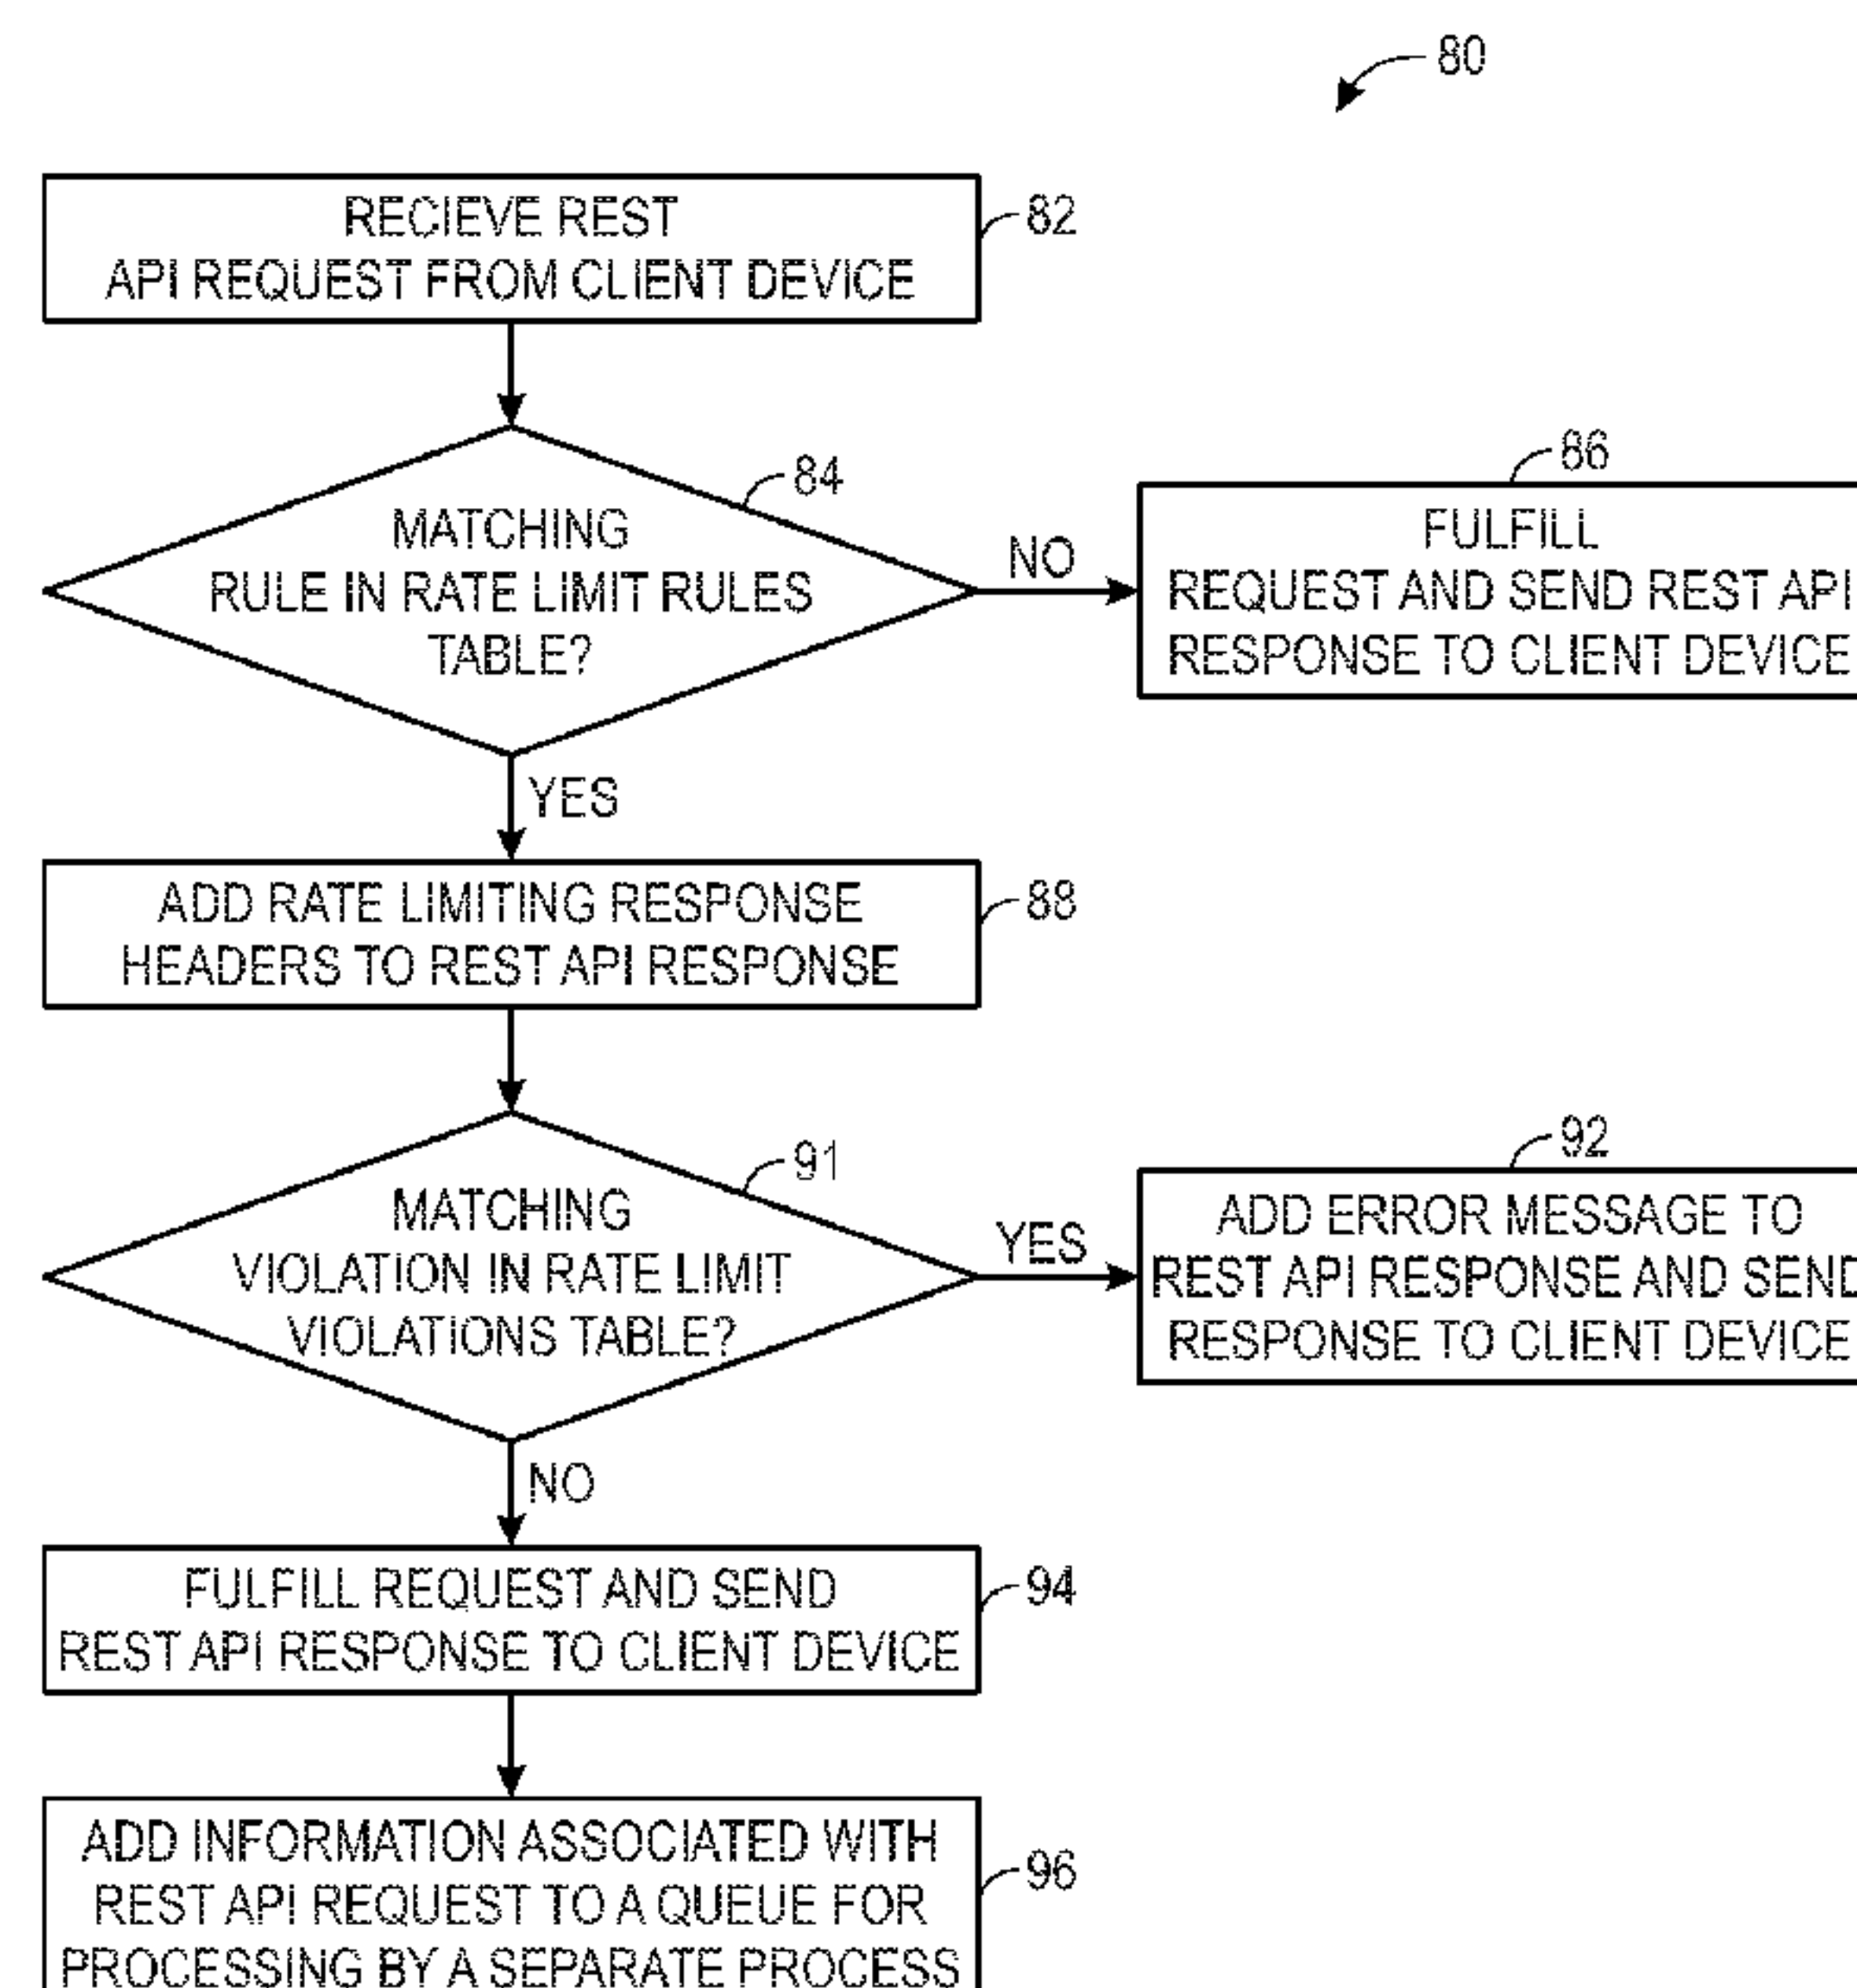 80
RECIEVE REST
API REQUEST FROM CLIENT DEVICE
82
84
MATCHING
RULE IN RATE LIMIT RULES
TABLE?
NO
86
FULFILL
REQUEST AND SEND REST API
RESPONSE TO CLIENT DEVICE
YES
ADD RATE LIMITING RESPONSE
HEADERS TO REST API RESPONSE
88
91
MATCHING
VIOLATION IN RATE LIMIT
VIOLATIONS TABLE?
YES
92
ADD ERROR MESSAGE TO
REST API RESPONSE AND SEND
RESPONSE TO CLIENT DEVICE
NO
FULFILL REQUEST AND SEND
REST API RESPONSE TO CLIENT DEVICE
94
ADD INFORMATION ASSOCIATED WITH
REST API REQUEST TO A QUEUE FOR
PROCESSING BY A SEPARATE PROCESS
96